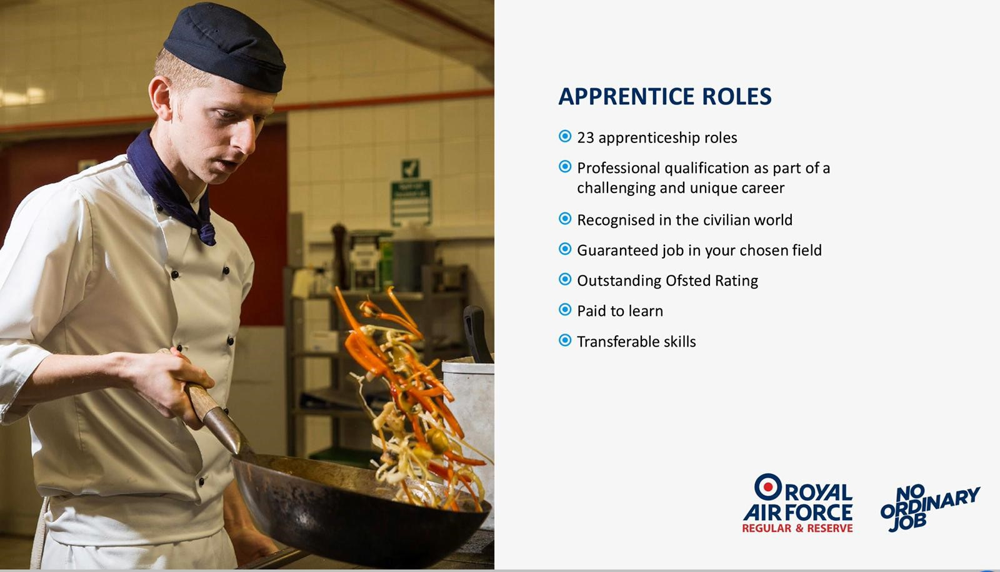 APPRENTICE ROLES
23 apprenticeship roles
Professional qualification as part of a
challenging and unique career
Recognised in the civilian world
Guaranteed job in your chosen field
Outstanding Ofsted Rating
Paid to learn
Transferable skills
ROYAL
AIR FORCE
REGULAR & RESERVE
NO
ORDINARY
JOB